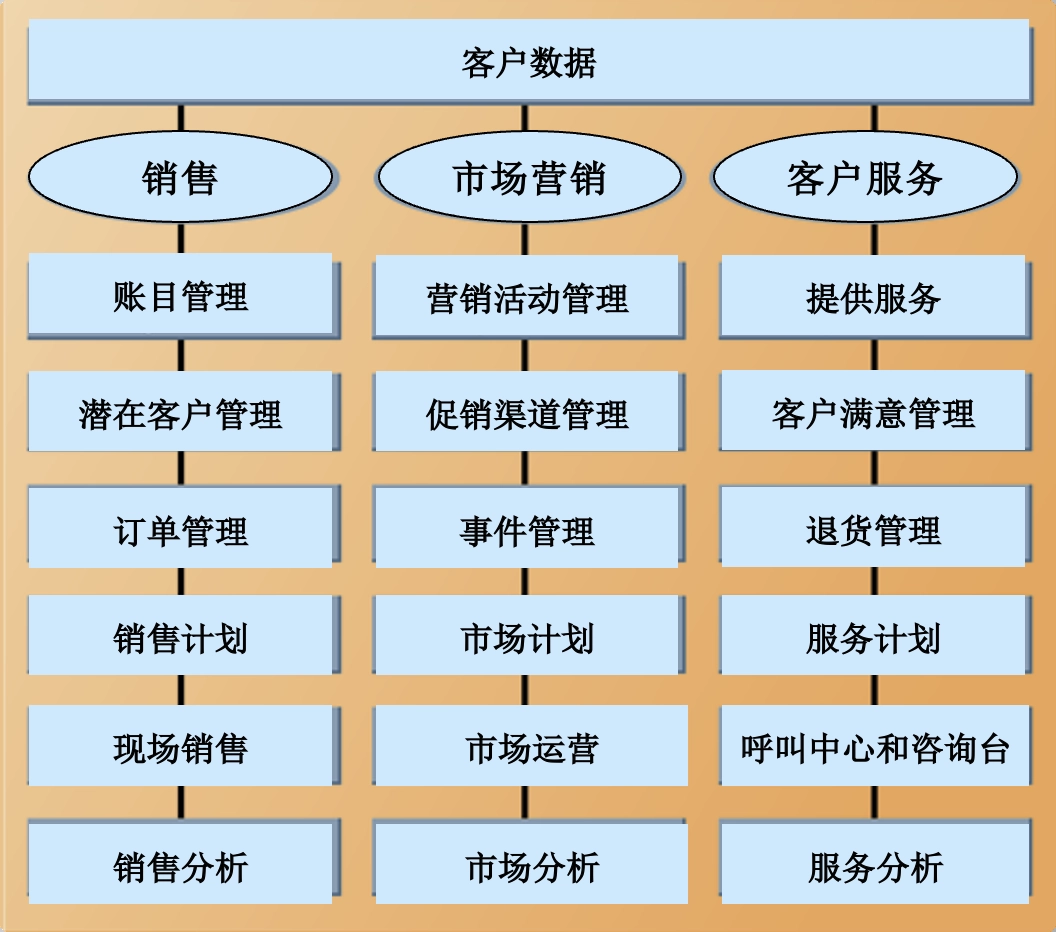 客户数据
销售
市场营销
客户服务
账目管理
营销活动管理
提供服务
潜在客户管理
促销渠道管理
客户满意管理
订单管理
事件管理
退货管理
销售计划
市场计划
服务计划
现场销售
市场运营
呼叫中心和咨询台
销售分析
市场分析
服务分析